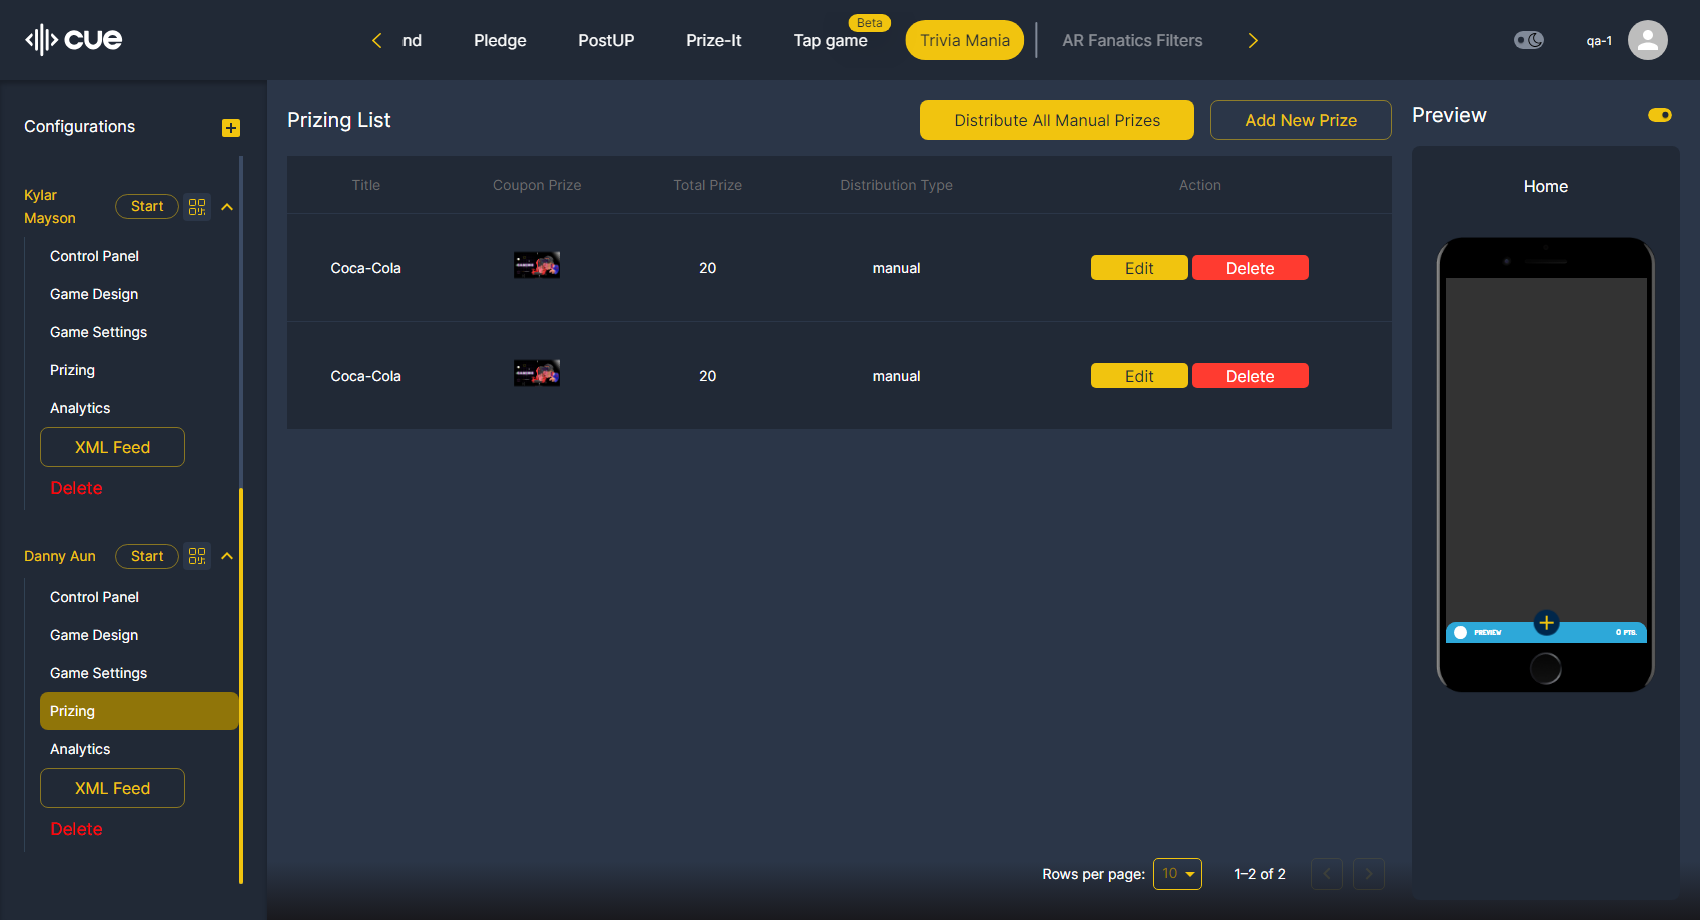 cue
nd
Pledge
PostUP
Prize-It
Tap game
Beta
Trivia Mania
AR Fanatics Filters
qa-1
Configurations
Kylar
Mayson
Start
Control Panel
Game Design
Game Settings
Prizing
Analytics
XML Feed
Delete
Danny Aun
Start
Control Panel
Game Design
Game Settings
Prizing
Analytics
XML Feed
Delete
Prizing List
Distribute All Manual Prizes
Add New Prize
Title Coupon Prize Total Prize Distribution Type Action
Coca-Cola 20 manual Edit Delete
Coca-Cola 20 manual Edit Delete
Rows per page: 10 1–2 of 2
Preview
Home
PREVIEW 0 PTS.